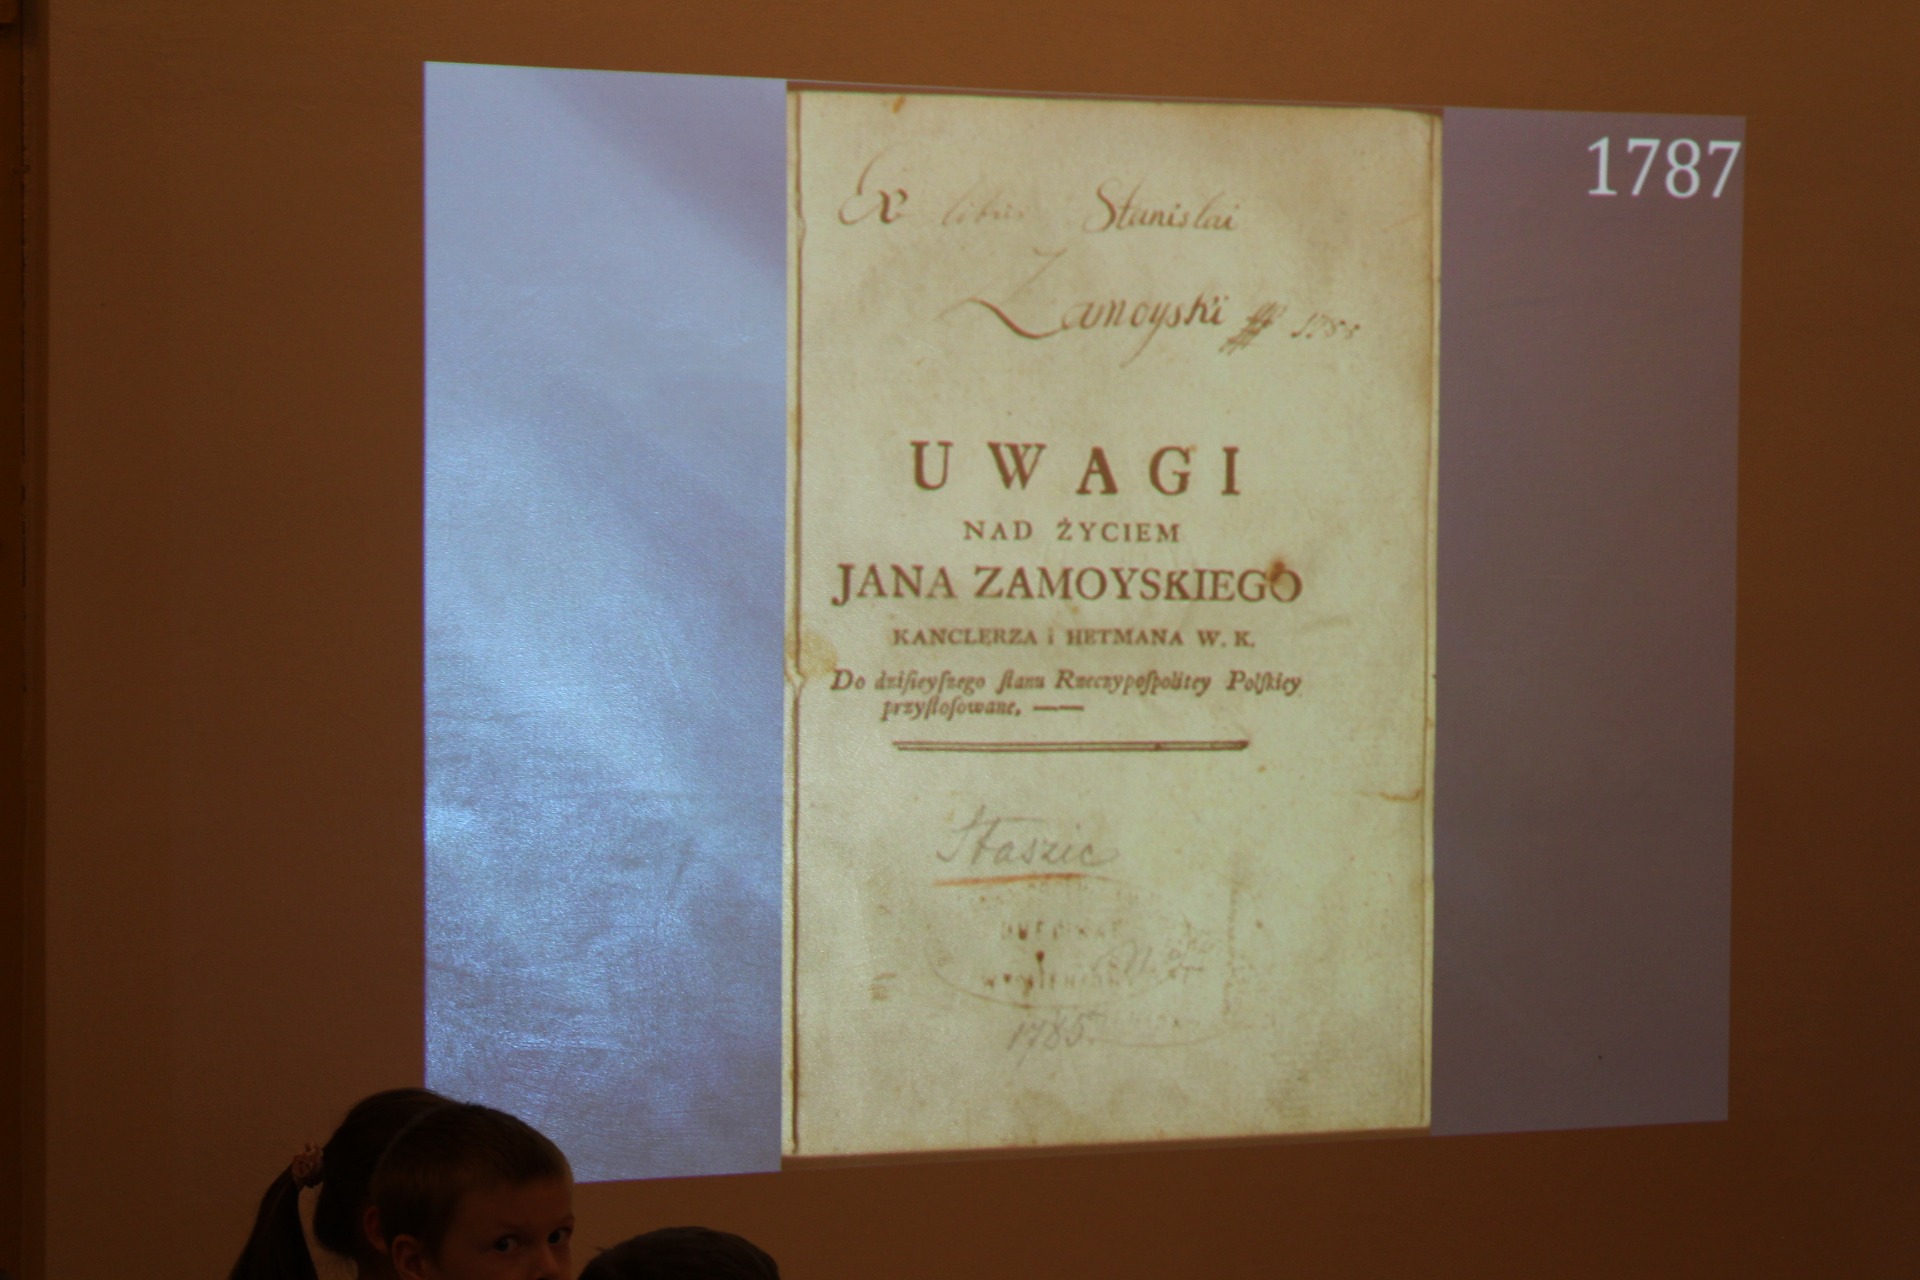 1787
Ex libris Stanislai
Zamoyski
UWAGI
NAD ŻYCIEM
JANA ZAMOYSKIEGO
KANCLERZA i HETMANA W. K.
Do dziſieyſzego ſtanu Rzeczypoſpolitey Polſkiey
przyſtoſowane.
Staszic
1785.